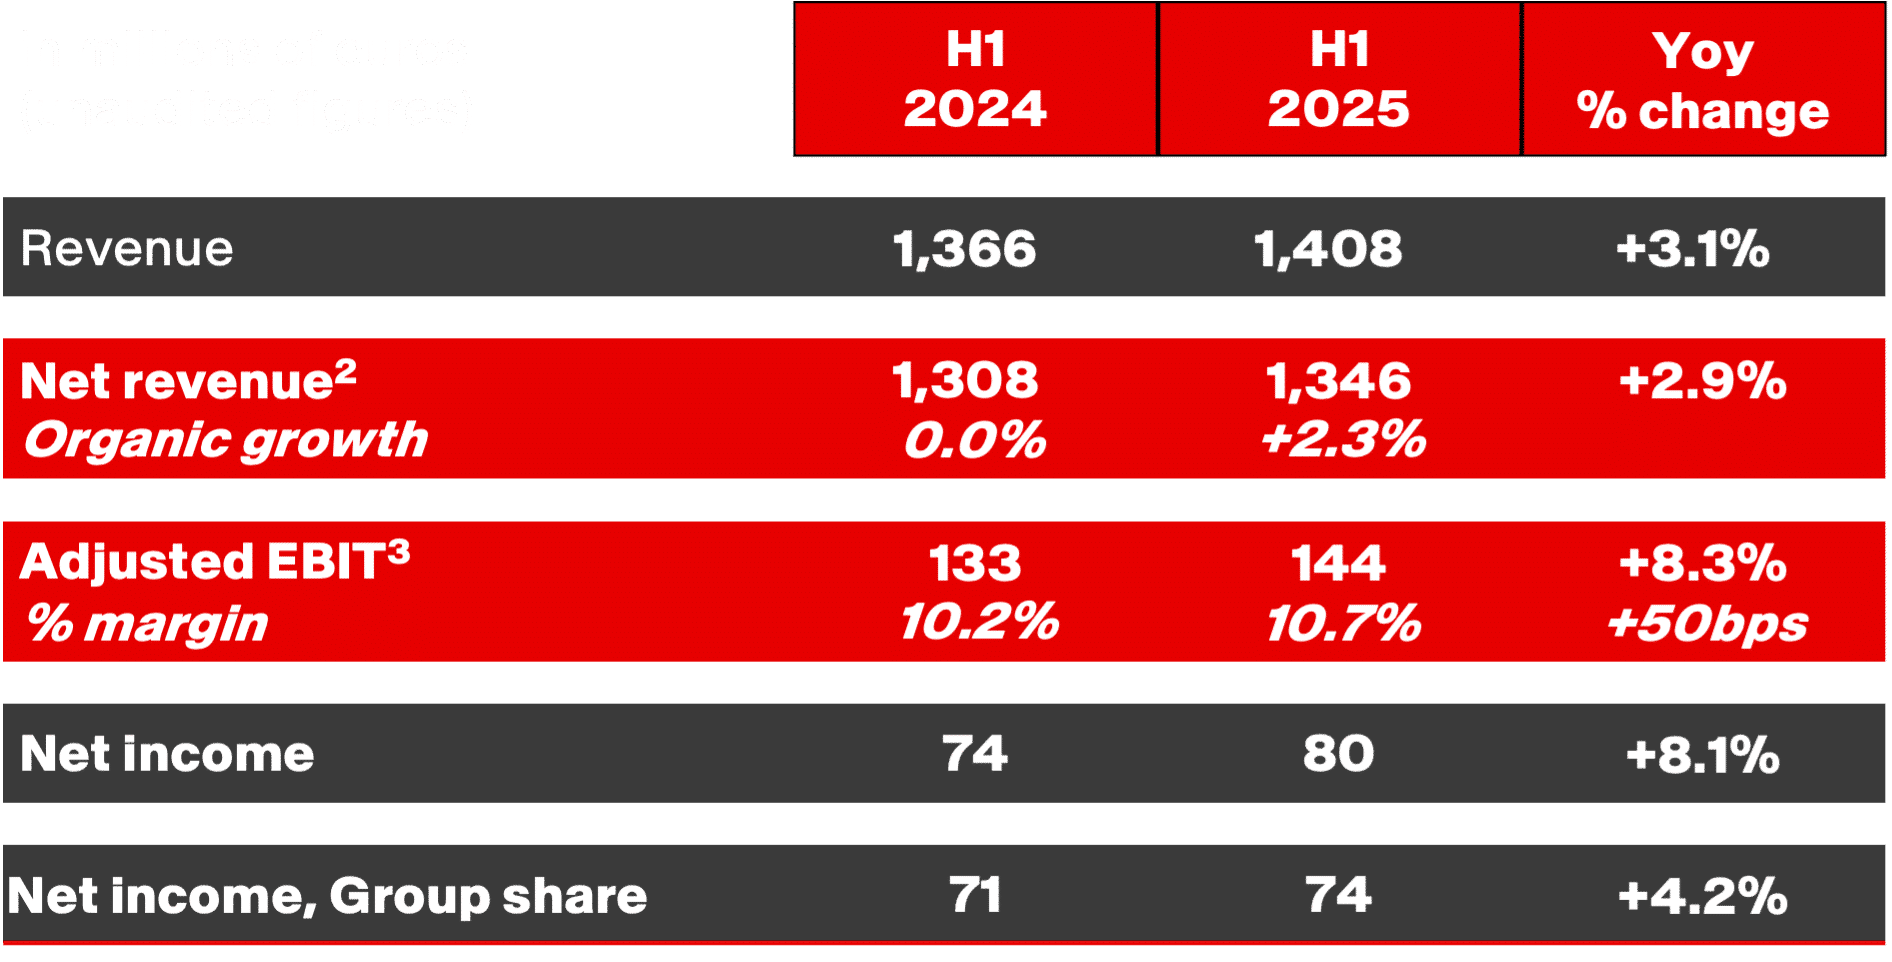 H1 2024 H1 2025 Yoy % change
Revenue 1,366 1,408 +3.1%
Net revenue² 1,308 1,346 +2.9%
Organic growth 0.0% +2.3%
Adjusted EBIT³ 133 144 +8.3%
% margin 10.2% 10.7% +50bps
Net income 74 80 +8.1%
Net income, Group share 71 74 +4.2%